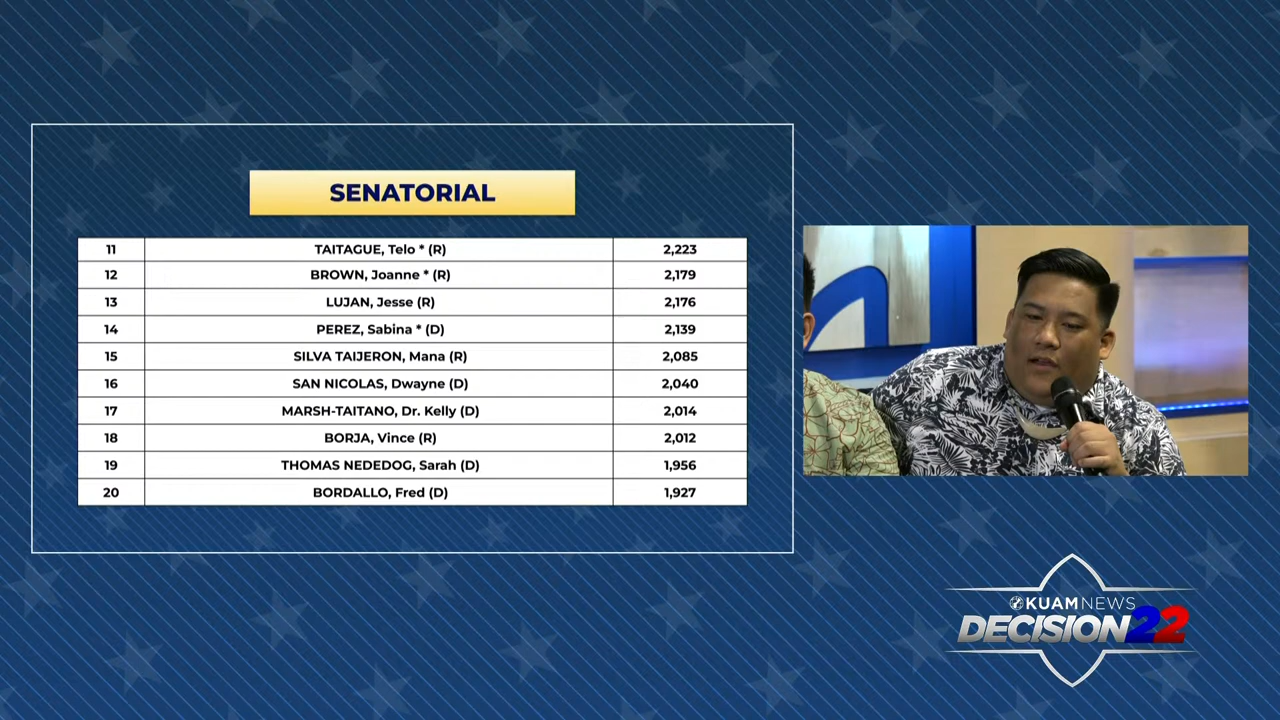 SENATORIAL
11 TAITAGUE, Telo * (R) 2,223
12 BROWN, Joanne * (R) 2,179
13 LUJAN, Jesse (R) 2,176
14 PEREZ, Sabina * (D) 2,139
15 SILVA TAIJERON, Mana (R) 2,085
16 SAN NICOLAS, Dwayne (D) 2,040
17 MARSH-TAITANO, Dr. Kelly (D) 2,014
18 BORJA, Vince (R) 2,012
19 THOMAS NEDEDOG, Sarah (D) 1,956
20 BORDALLO, Fred (D) 1,927
KUAMNEWS
DECISION22